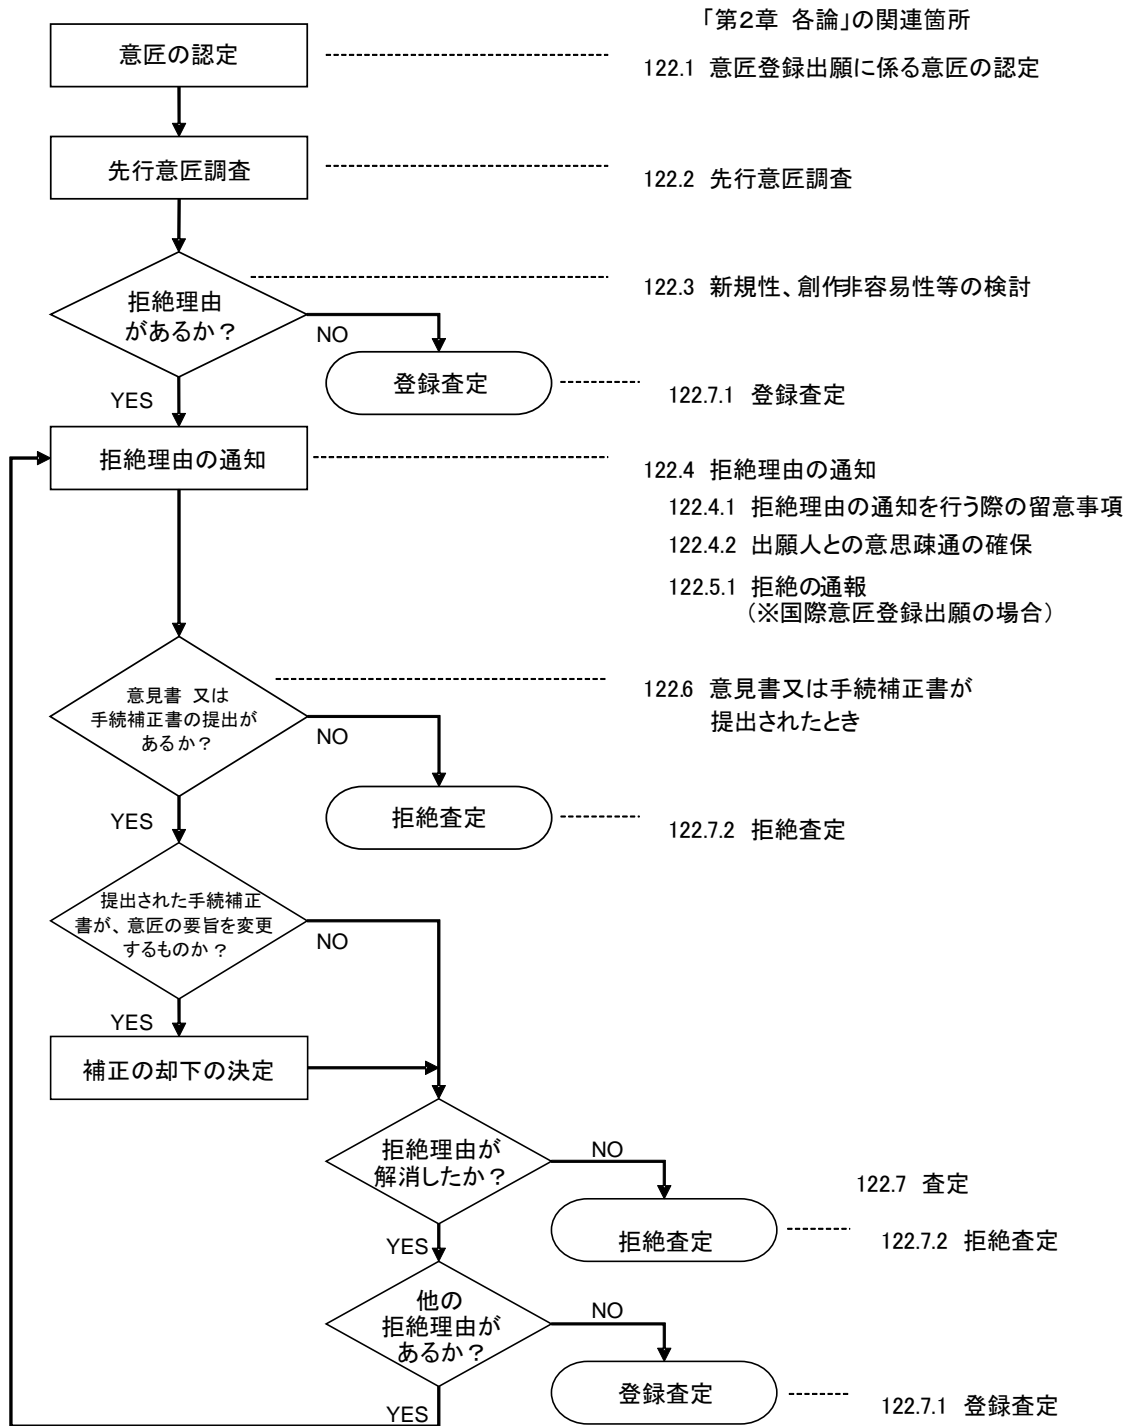 「第2章 各論」の関連箇所
意匠の認定
122.1 意匠登録出願に係る意匠の認定
先行意匠調査
122.2 先行意匠調査
122.3 新規性、創作非容易性等の検討
拒絶理由
があるか？
NO
登録査定
122.7.1 登録査定
YES
拒絶理由の通知
122.4 拒絶理由の通知
122.4.1 拒絶理由の通知を行う際の留意事項
122.4.2 出願人との意思疎通の確保
122.5.1 拒絶の通報
（※国際意匠登録出願の場合）
意見書 又は
手続補正書の提出が
あるか？
122.6 意見書又は手続補正書が
提出されたとき
NO
拒絶査定
122.7.2 拒絶査定
YES
提出された手続補正
書が、意匠の要旨を変更
するものか？
NO
YES
補正の却下の決定
拒絶理由が
解消したか？
NO
122.7 査定
拒絶査定
122.7.2 拒絶査定
YES
他の
拒絶理由が
あるか？
NO
登録査定
122.7.1 登録査定
YES